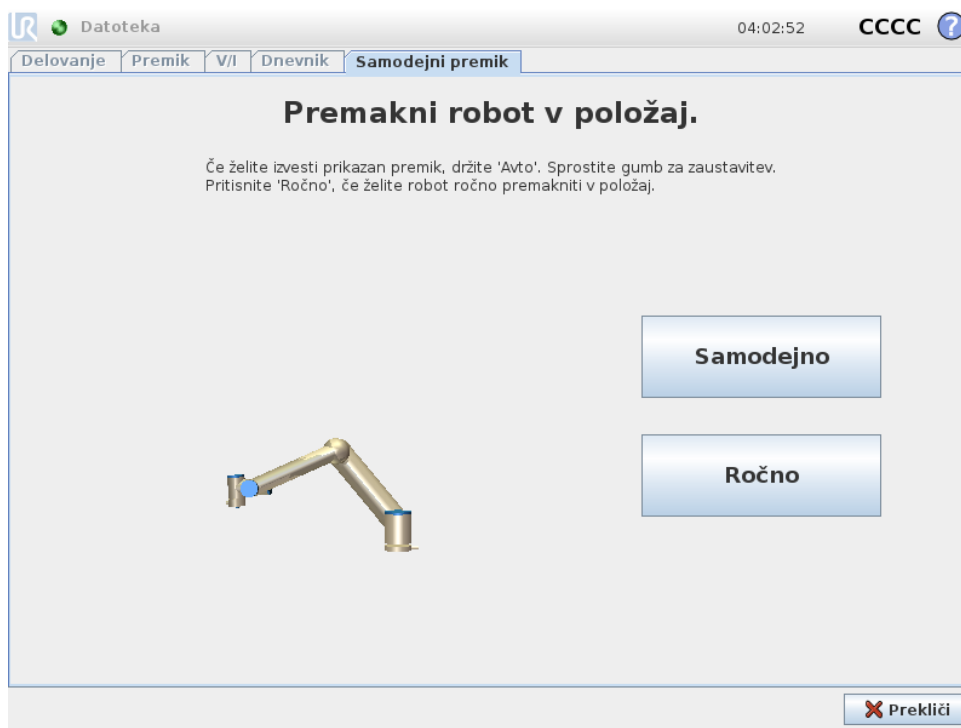 UR Datoteka 04:02:52 CCCC ?
Delovanje Premik V/I Dnevnik Samodejni premik
Premakni robot v položaj.
Če želite izvesti prikazan premik, držite 'Avto'. Sprostite gumb za zaustavitev.
Pritisnite 'Ročno', če želite robot ročno premakniti v položaj.
Samodejno
Ročno
Prekliči